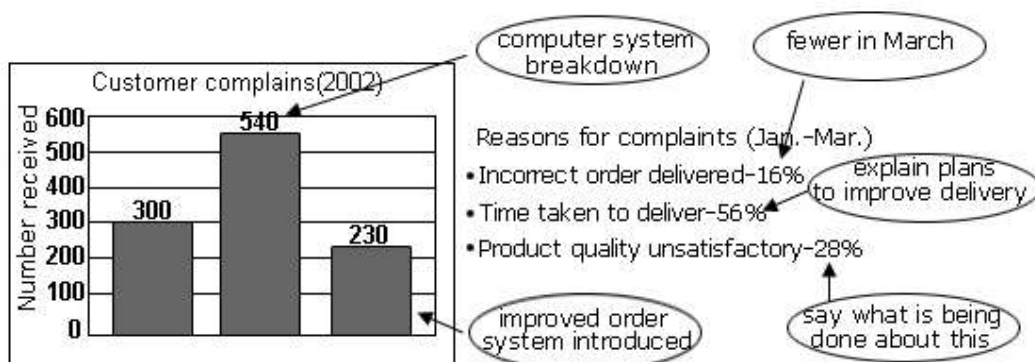 computer system
breakdown
fewer in March
Customer complains(2002)
Number received
600
500
400
300
200
100
0
300
540
230
Reasons for complaints (Jan.-Mar.)
•Incorrect order delivered-16%
•Time taken to deliver-56%
•Product quality unsatisfactory-28%
explain plans
to improve delivery
improved order
system introduced
say what is being
done about this